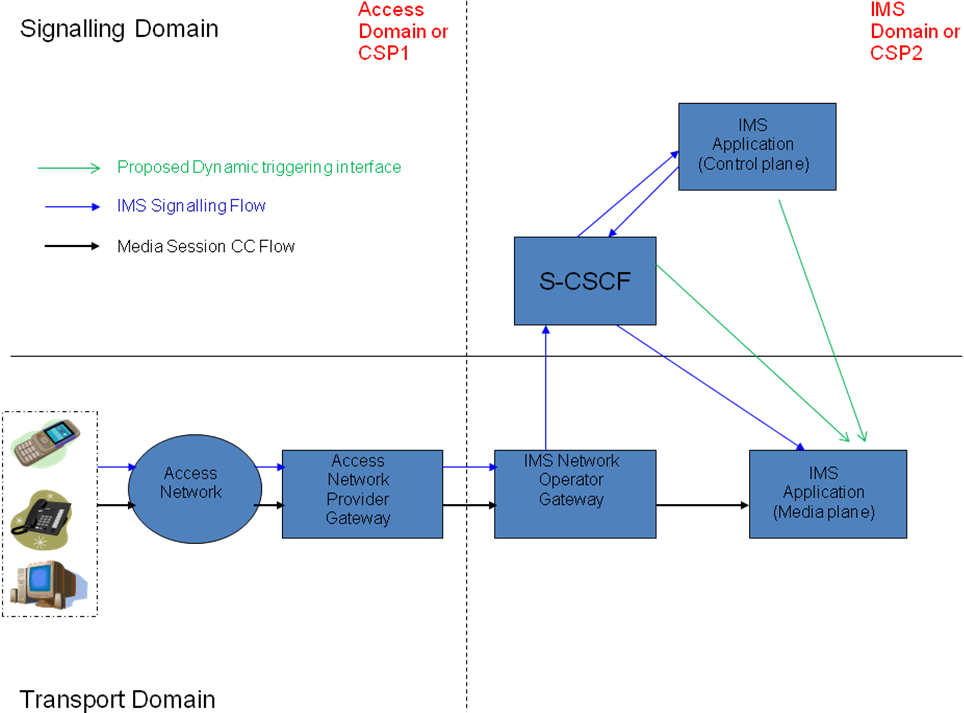 Signalling Domain
Access
Domain or
CSP1
IMS
Domain or
CSP2
Proposed Dynamic triggering interface
IMS Signalling Flow
Media Session CC Flow
IMS
Application
(Control plane)
S-CSCF
Access
Network
Access
Network
Provider
Gateway
IMS Network
Operator
Gateway
IMS
Application
(Media plane)
Transport Domain